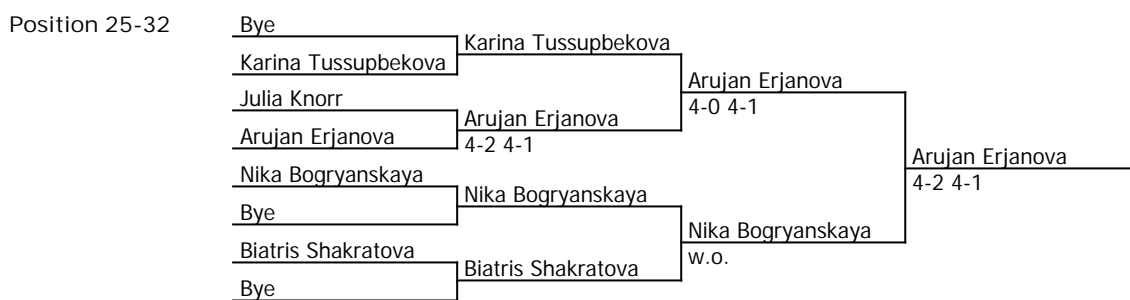 Position 25-32
Bye
Karina Tussupbekova
Karina Tussupbekova
Arujan Erjanova
4-0 4-1
Julia Knorr
Arujan Erjanova
Arujan Erjanova
4-2 4-1
Arujan Erjanova
4-2 4-1
Nika Bogryanskaya
Nika Bogryanskaya
Bye
Nika Bogryanskaya
w.o.
Biatris Shakratova
Biatris Shakratova
Bye